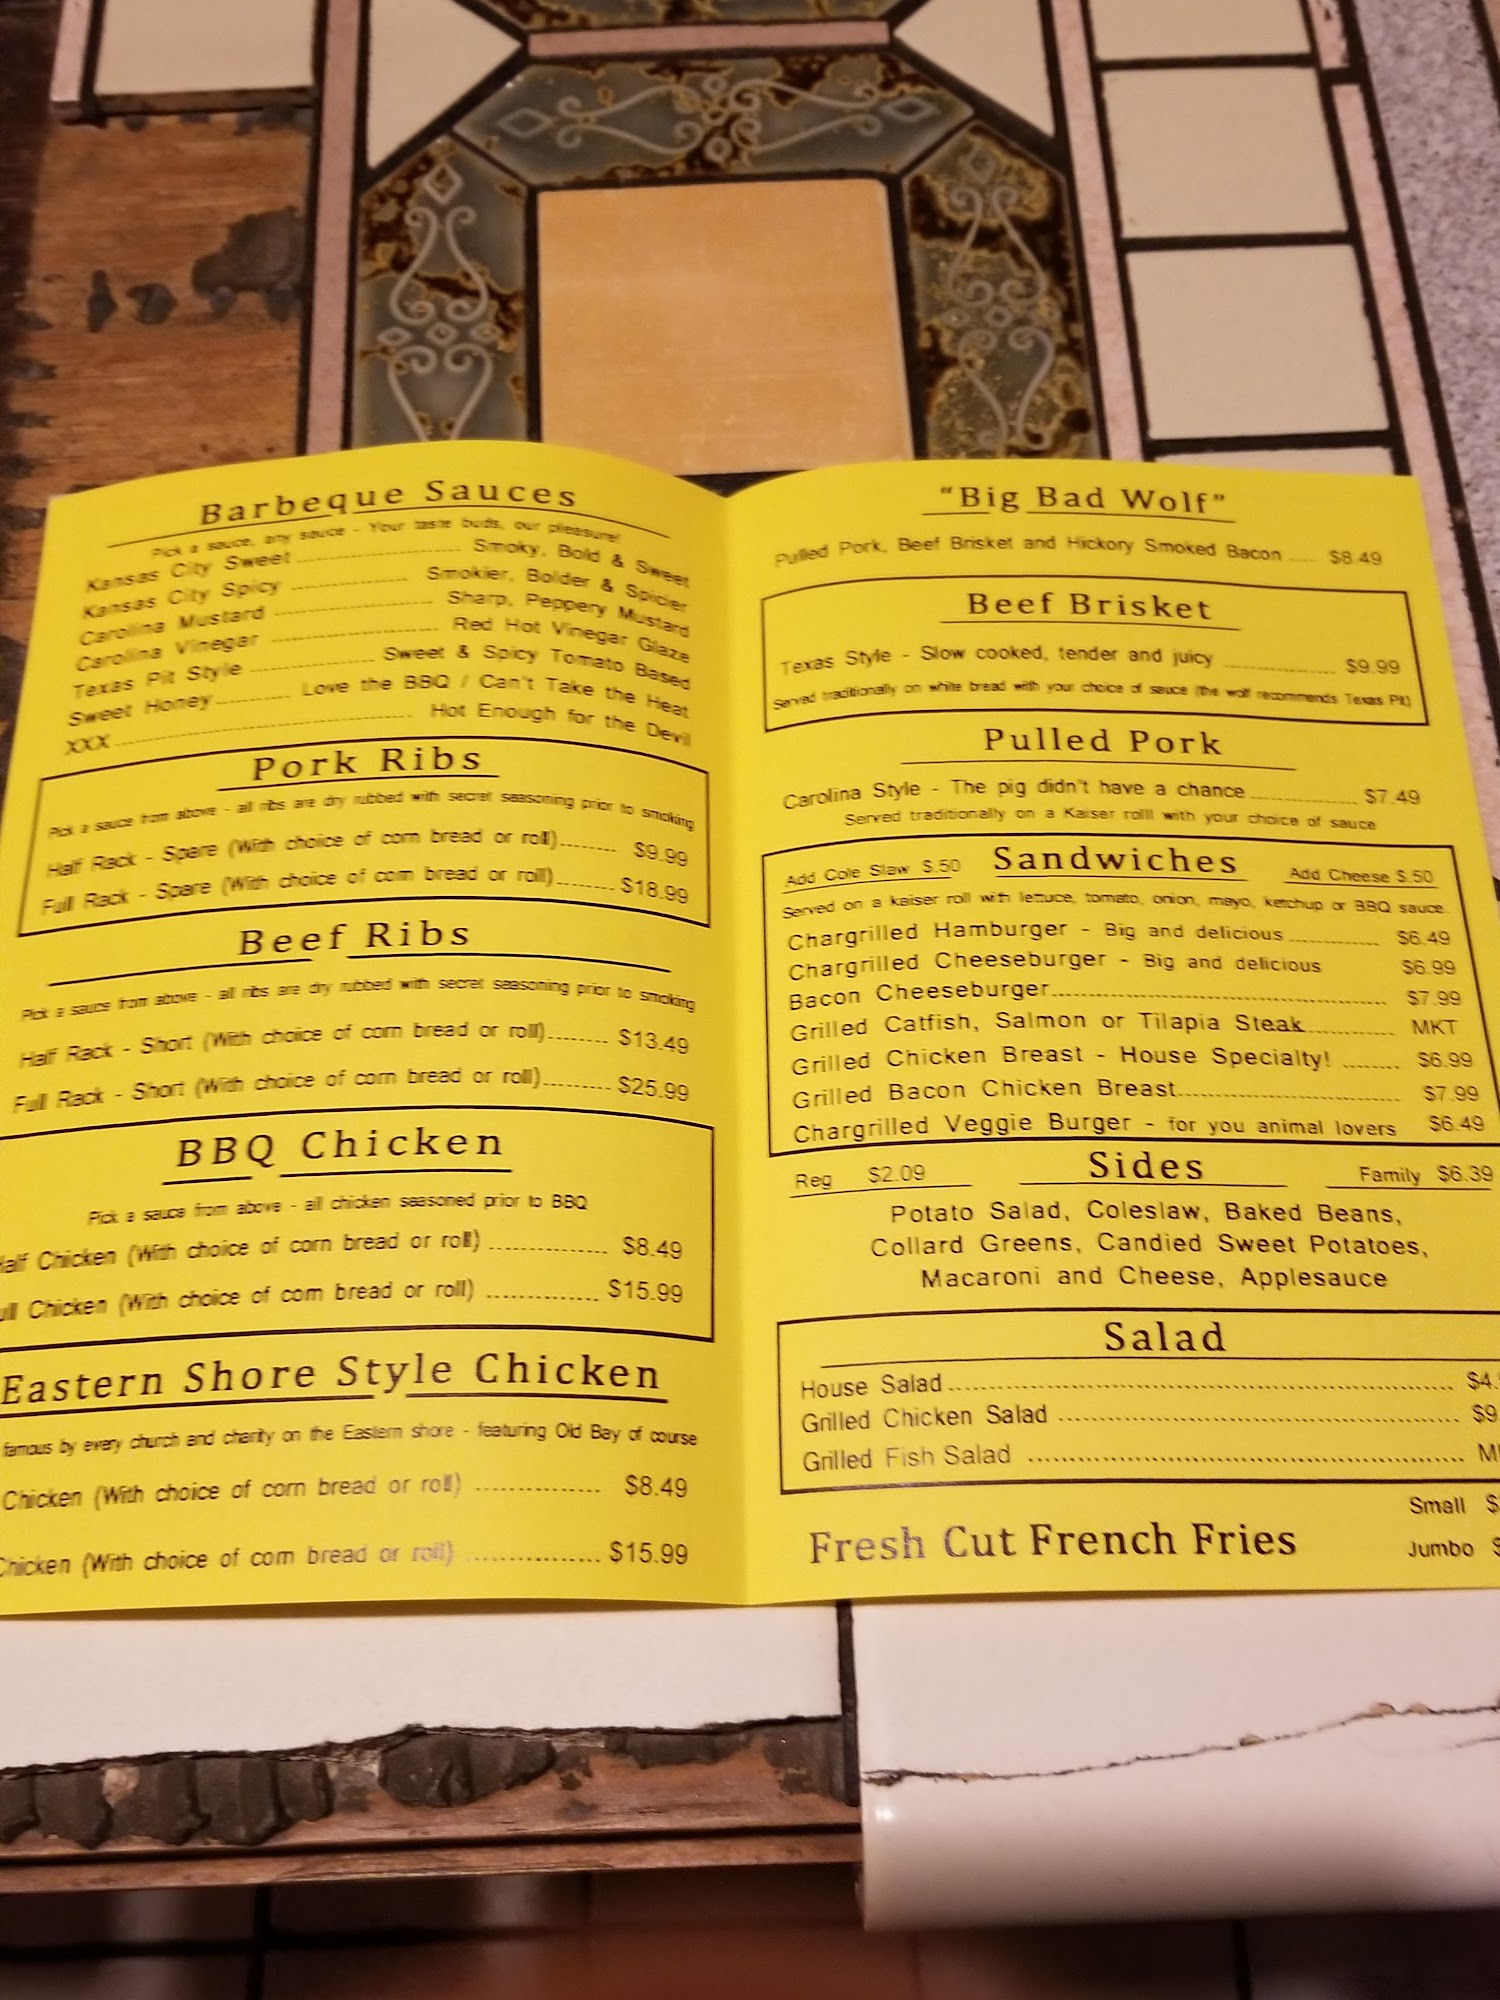 Barbeque Sauces
Pick a sauce, any sauce - Your taste buds, our pleasure!
Kansas City Sweet ........ Smoky, Bold & Sweet
Kansas City Spicy ........ Smokier, Bolder & Spicier
Carolina Mustard ........ Sharp, Peppery Mustard
Carolina Vinegar ........ Red Hot Vinegar Glaze
Texas Pit Style ........ Sweet & Spicy Tomato Based
Sweet Honey ........ Love the BBQ / Can't Take the Heat
XXX ........ Hot Enough for the Devil
Pork Ribs
Pick a sauce from above - all ribs are dry rubbed with secret seasoning prior to smoking
Half Rack - Spare (With choice of corn bread or roll) ........ $9.99
Full Rack - Spare (With choice of corn bread or roll) ........ $18.99
Beef Ribs
Pick a sauce from above - all ribs are dry rubbed with secret seasoning prior to smoking
Half Rack - Short (With choice of corn bread or roll) ........ $13.49
Full Rack - Short (With choice of corn bread or roll) ........ $25.99
BBQ Chicken
Pick a sauce from above - all chicken seasoned prior to BBQ
alf Chicken (With choice of corn bread or roll) ........ $8.49
ull Chicken (With choice of corn bread or roll) ........ $15.99
Eastern Shore Style Chicken
famous by every church and charity on the Eastern shore - featuring Old Bay of course
Chicken (With choice of corn bread or roll) ........ $8.49
Chicken (With choice of corn bread or roll) ........ $15.99
"Big Bad Wolf"
Pulled Pork, Beef Brisket and Hickory Smoked Bacon ..... $8.49
Beef Brisket
Texas Style - Slow cooked, tender and juicy ........ $9.99
Served traditionally on white bread with your choice of sauce (the wolf recommends Texas Pit)
Pulled Pork
Carolina Style - The pig didn't have a chance ........ $7.49
Served traditionally on a Kaiser rolll with your choice of sauce
Add Cole Slaw $.50 Sandwiches Add Cheese $.50
Served on a kaiser roll with lettuce, tomato, onion, mayo, ketchup or BBQ sauce.
Chargrilled Hamburger - Big and delicious ........ $6.49
Chargrilled Cheeseburger - Big and delicious $6.99
Bacon Cheeseburger ........ $7.99
Grilled Catfish, Salmon or Tilapia Steak ........ MKT
Grilled Chicken Breast - House Specialty! ........ $6.99
Grilled Bacon Chicken Breast ........ $7.99
Chargrilled Veggie Burger - for you animal lovers $6.49
Reg $2.09 Sides Family $6.39
Potato Salad, Coleslaw, Baked Beans,
Collard Greens, Candied Sweet Potatoes,
Macaroni and Cheese, Applesauce
Salad
House Salad ........ $4.
Grilled Chicken Salad ........ $9
Grilled Fish Salad ........ M
Small $
Fresh Cut French Fries
Jumbo $